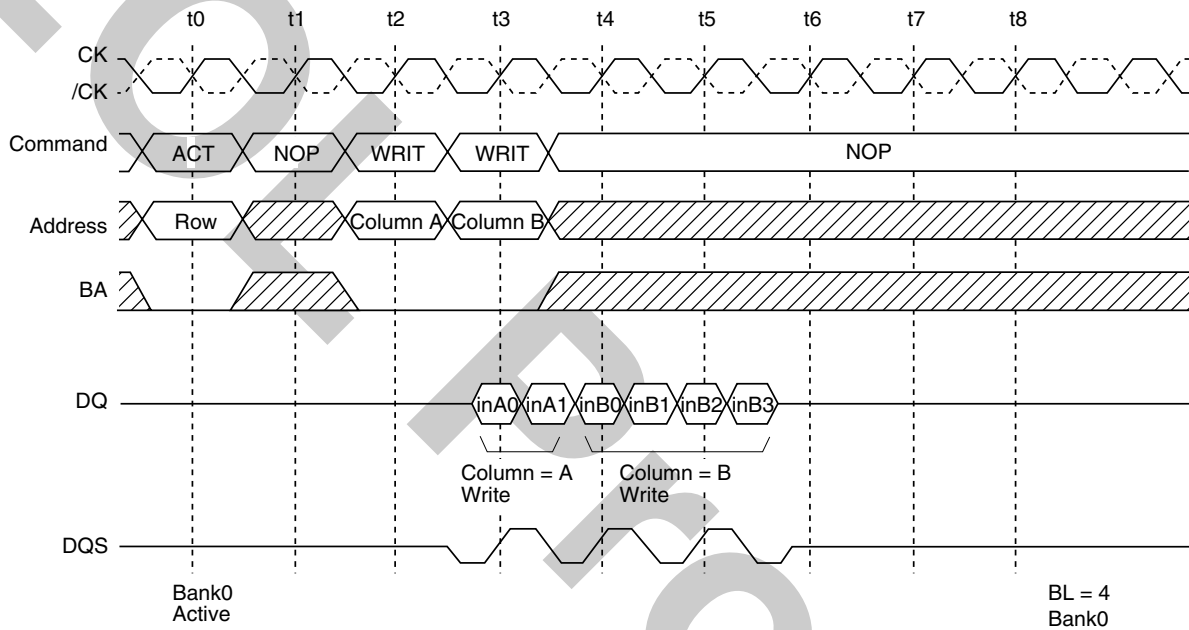 t0 t1 t2 t3 t4 t5 t6 t7 t8
CK
/CK
Command ACT NOP WRIT WRIT NOP
Address Row Column A Column B
BA
DQ inA0 inA1 inB0 inB1 inB2 inB3
Column = A Column = B
Write Write
DQS
Bank0 BL = 4
Active Bank0